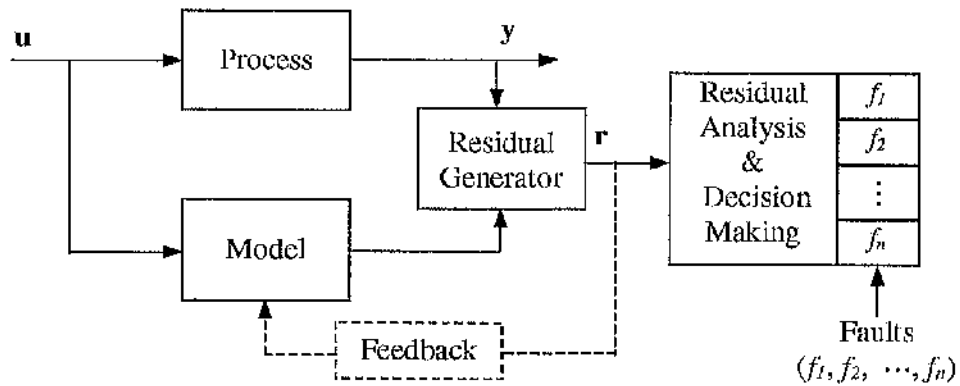 u
Process
y
Residual
Generator
r
Residual
Analysis
&
Decision
Making
f1
f2
⋮
fn
Model
Feedback
Faults
(f1, f2, ⋯, fn)